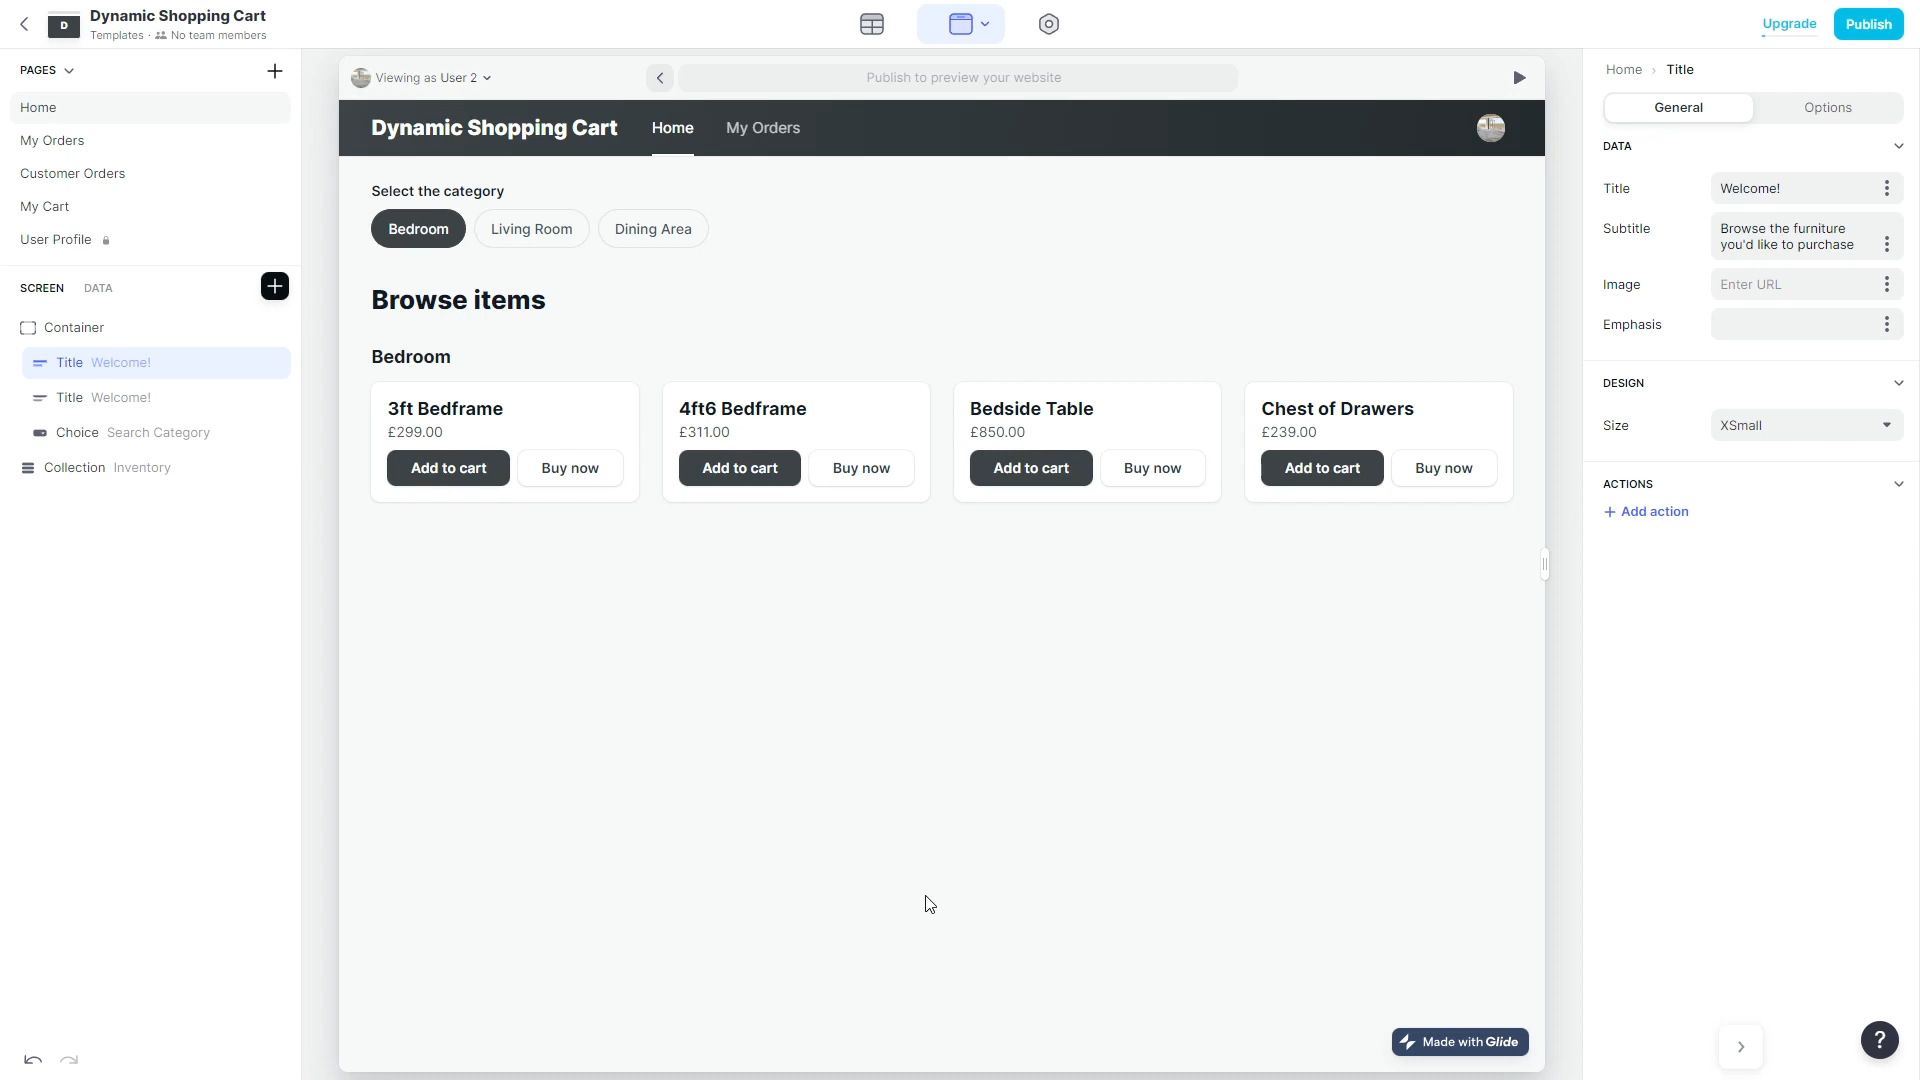 D
Dynamic Shopping Cart
Templates · No team members
Upgrade
Publish
PAGES
Home
My Orders
Customer Orders
My Cart
User Profile
SCREEN DATA
Container
Title Welcome!
Title Welcome!
Choice Search Category
Collection Inventory
Viewing as User 2
Publish to preview your website
Dynamic Shopping Cart Home My Orders
Select the category
Bedroom Living Room Dining Area
Browse items
Bedroom
3ft Bedframe
£299.00
Add to cart Buy now
4ft6 Bedframe
£311.00
Add to cart Buy now
Bedside Table
£850.00
Add to cart Buy now
Chest of Drawers
£239.00
Add to cart Buy now
Made with Glide
Home › Title
General Options
DATA
Title Welcome!
Subtitle Browse the furniture
you'd like to purchase
Image Enter URL
Emphasis
DESIGN
Size XSmall
ACTIONS
+ Add action
?